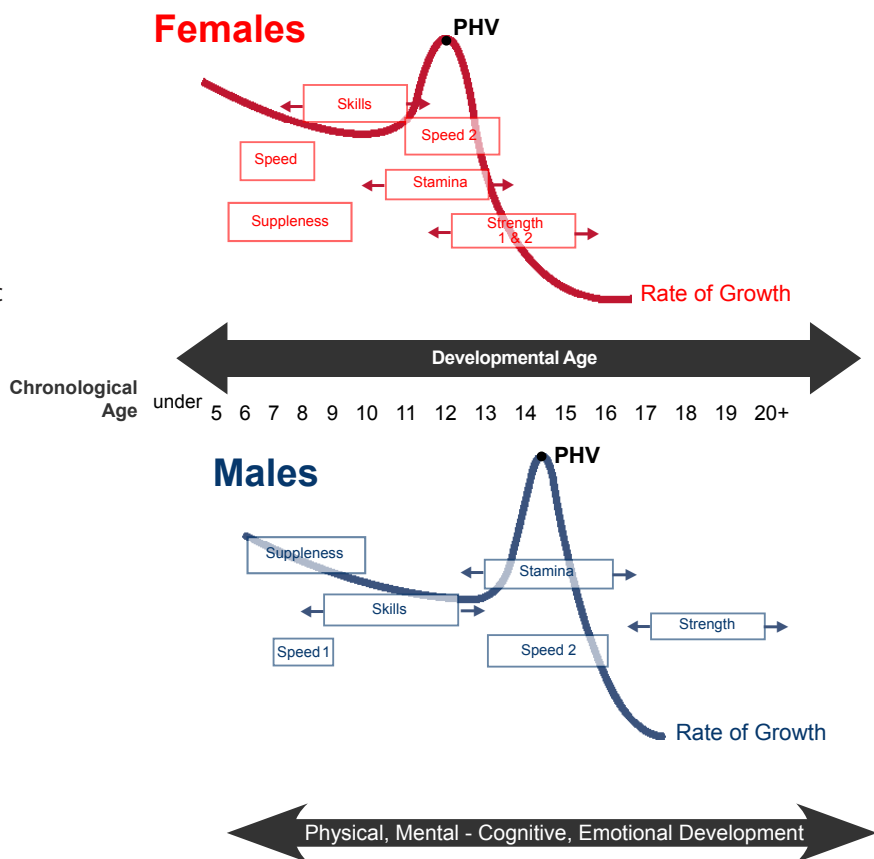 Females
PHV
Skills
Speed 2
Speed
Stamina
Suppleness
Strength
1 & 2
t
Rate of Growth
Developmental Age
Chronological
Age
under 5 6 7 8 9 10 11 12 13 14 15 16 17 18 19 20+
Males
PHV
Suppleness
Stamina
Skills
Strength
Speed 1
Speed 2
Rate of Growth
Physical, Mental - Cognitive, Emotional Development